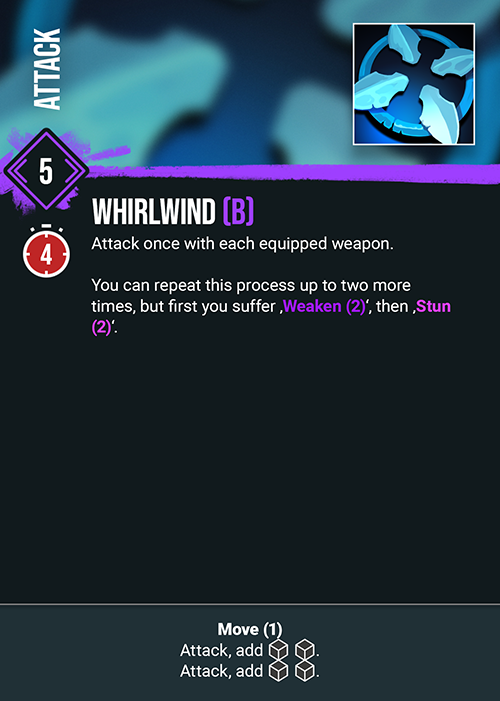 ATTACK
5
WHIRLWIND (B)
4
Attack once with each equipped weapon.
You can repeat this process up to two more
times, but first you suffer ‚Weaken (2)‘, then ‚Stun
(2)‘.
Move (1)
Attack, add .
Attack, add .